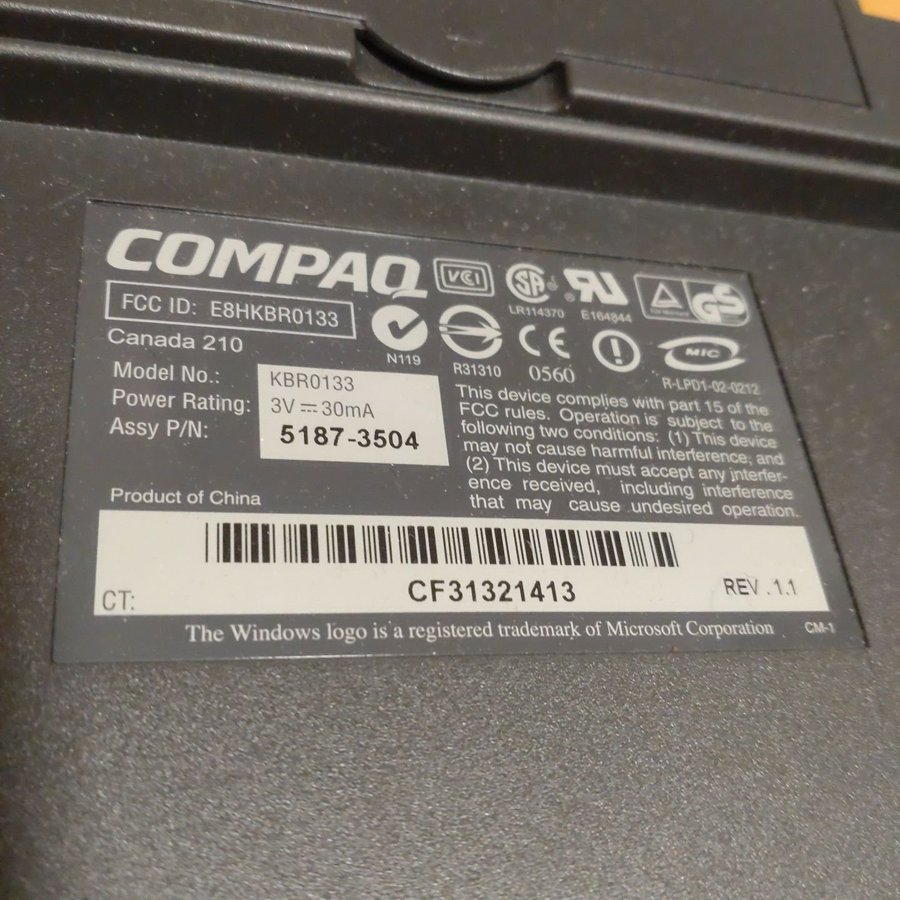 COMPAQ
VCI
LR114370
E164844
GS
FCC ID: E8HKBR0133
Canada 210
N119
R31310
CE 0560
MIC
R-LPD1-02-0212
Model No.: KBR0133
Power Rating: 3V 30mA
Assy P/N: 5187-3504
This device complies with part 15 of the
FCC rules. Operation is subject to the
following two conditions: (1) This device
may not cause harmful interference, and
(2) This device must accept any interfer-
ence received, including interference
that may cause undesired operation.
Product of China
CT: CF31321413 REV .1.1
The Windows logo is a registered trademark of Microsoft Corporation CM-1